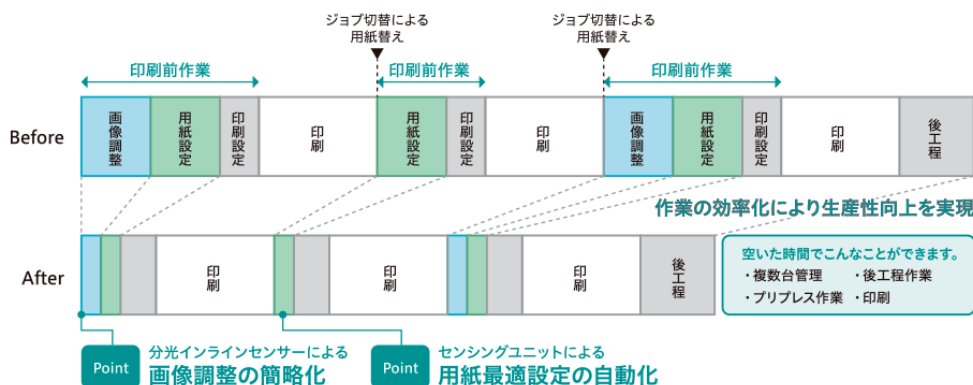 ジョブ切替による
用紙替え
ジョブ切替による
用紙替え
印刷前作業
印刷前作業
印刷前作業
Before
画像調整
用紙設定
印刷設定
印刷
用紙設定
印刷設定
印刷
画像調整
用紙設定
印刷設定
印刷
後工程
作業の効率化により生産性向上を実現
After
印刷
印刷
印刷
後工程
空いた時間でこんなことができます。
・複数台管理 ・後工程作業
・プリプレス作業 ・印刷
Point
分光インラインセンサーによる
画像調整の簡略化
Point
センシングユニットによる
用紙最適設定の自動化